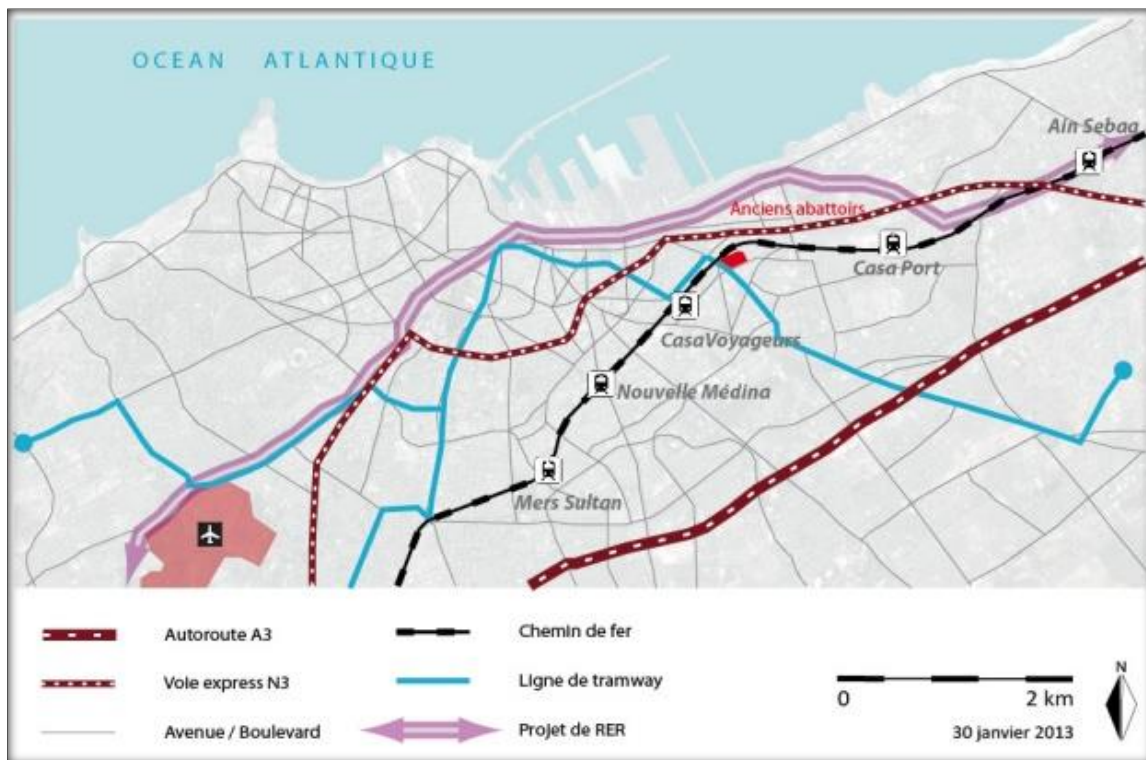 OCEAN ATLANTIQUE
Aïn Sebaa
Anciens abattoirs
Casa Port
CasaVoyageurs
Nouvelle Médina
Mers Sultan
Autoroute A3
Chemin de fer
Voie express N3
Ligne de tramway
Avenue / Boulevard
Projet de RER
0 2 km
N
30 janvier 2013